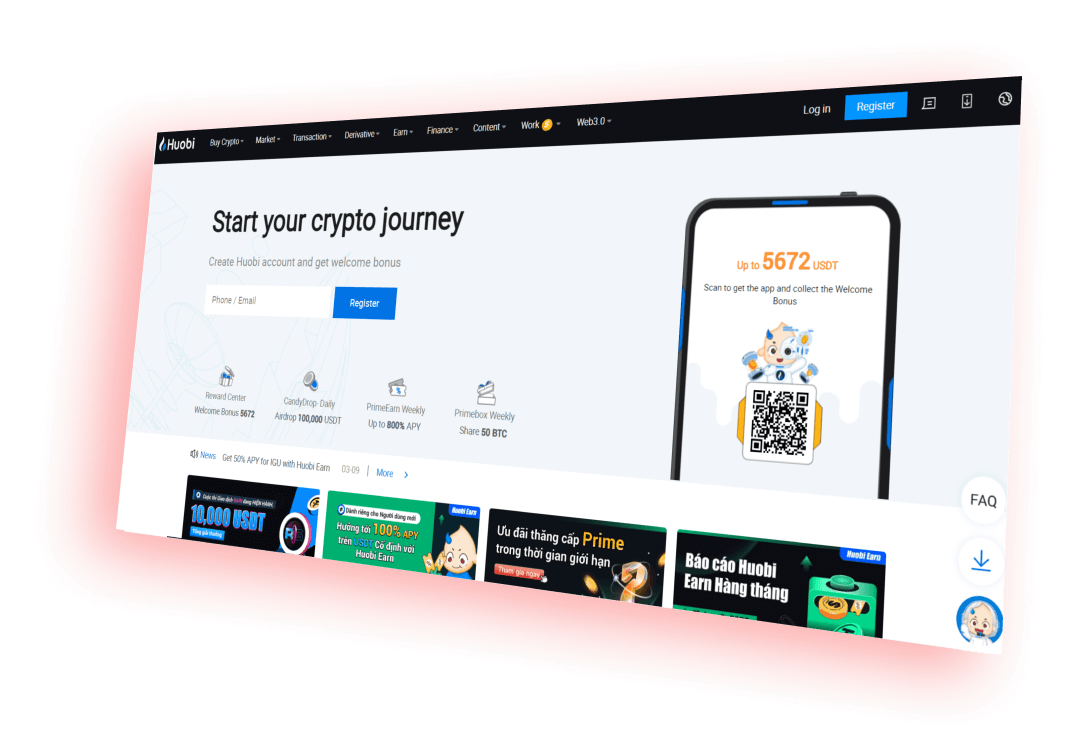 Huobi
Buy Crypto
Market
Transaction
Derivative
Earn
Finance
Content
Work
Web3.0
Log in
Register
Start your crypto journey
Create Huobi account and get welcome bonus
Phone / Email
Register
Up to 5672 USDT
Scan to get the app and collect the Welcome
Bonus
Reward Center
Welcome Bonus 5672
CandyDrop- Daily
Airdrop 100,000 USDT
PrimeEarn Weekly
Up to 800% APY
Primebox Weekly
Share 50 BTC
News
Get 50% APY for IGU with Huobi Earn
03-09
More
FAQ
10,000 USDT
Tổng giải thưởng
Huobi Earn
Dành riêng cho Người dùng mới
Hưởng tới 100% APY
trên USDT Cố định với
Huobi Earn
Ưu đãi thăng cấp Prime
trong thời gian giới hạn
Tham gia ngay
Huobi Earn
Báo cáo Huobi
Earn Hàng tháng